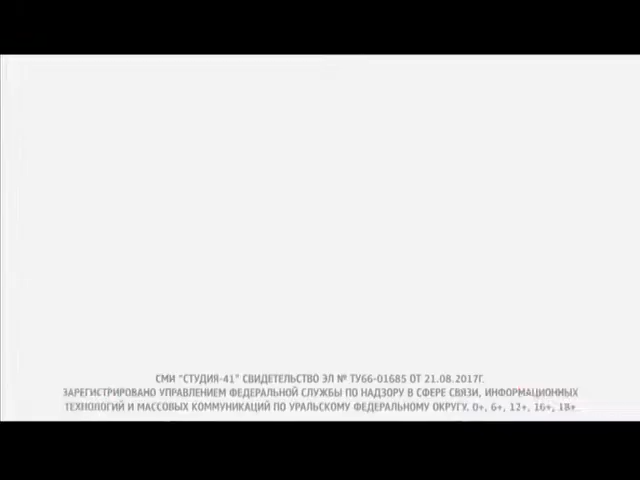 СМИ "СТУДИЯ-41" СВИДЕТЕЛЬСТВО ЭЛ № ТУ66-01685 ОТ 21.08.2017Г.
ЗАРЕГИСТРИРОВАНО УПРАВЛЕНИЕМ ФЕДЕРАЛЬНОЙ СЛУЖБЫ ПО НАДЗОРУ В СФЕРЕ СВЯЗИ, ИНФОРМАЦИОННЫХ
ТЕХНОЛОГИЙ И МАССОВЫХ КОММУНИКАЦИЙ ПО УРАЛЬСКОМУ ФЕДЕРАЛЬНОМУ ОКРУГУ. 0+, 6+, 12+, 16+, 18+.